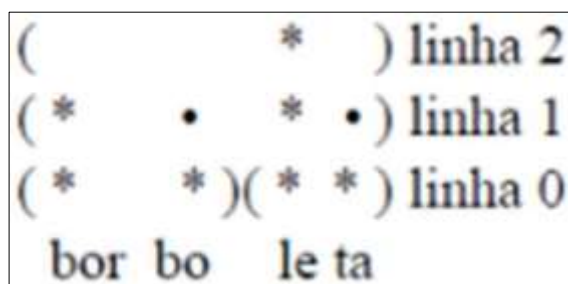 ( * ) linha 2
( * • * • ) linha 1
( * * )( * * ) linha 0
bor bo le ta